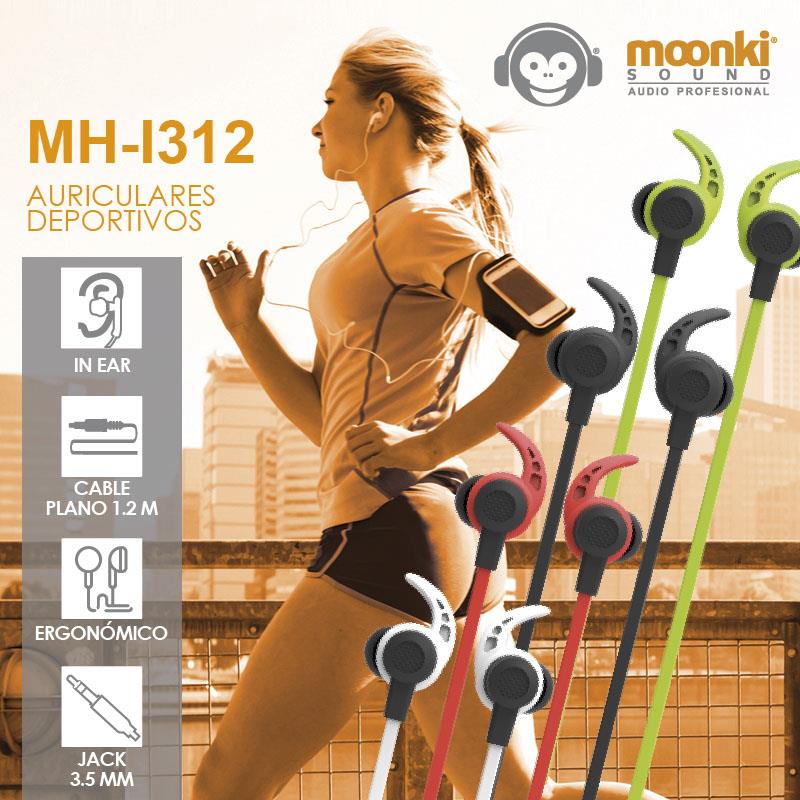 moonki®
SOUND
AUDIO PROFESIONAL
MH-I312
AURICULARES
DEPORTIVOS
IN EAR
CABLE
PLANO 1.2 M
ERGONÓMICO
JACK
3.5 MM